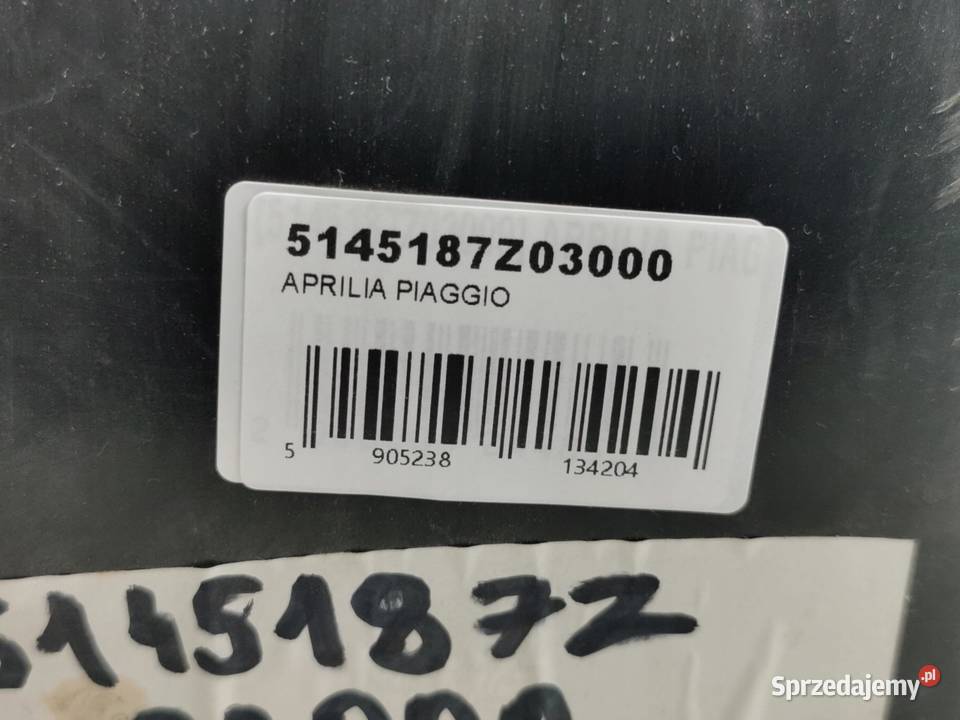 5145187Z03000
APRILIA PIAGGIO
5 905238 134204
5145187Z
Sprzedajemy.pl